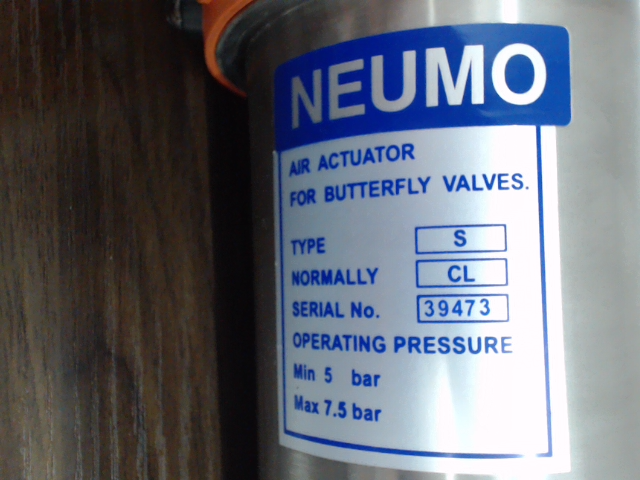 NEUMO
AIR ACTUATOR
FOR BUTTERFLY VALVES.
TYPE S
NORMALLY CL
SERIAL No. 39473
OPERATING PRESSURE
Min 5 bar
Max 7.5 bar